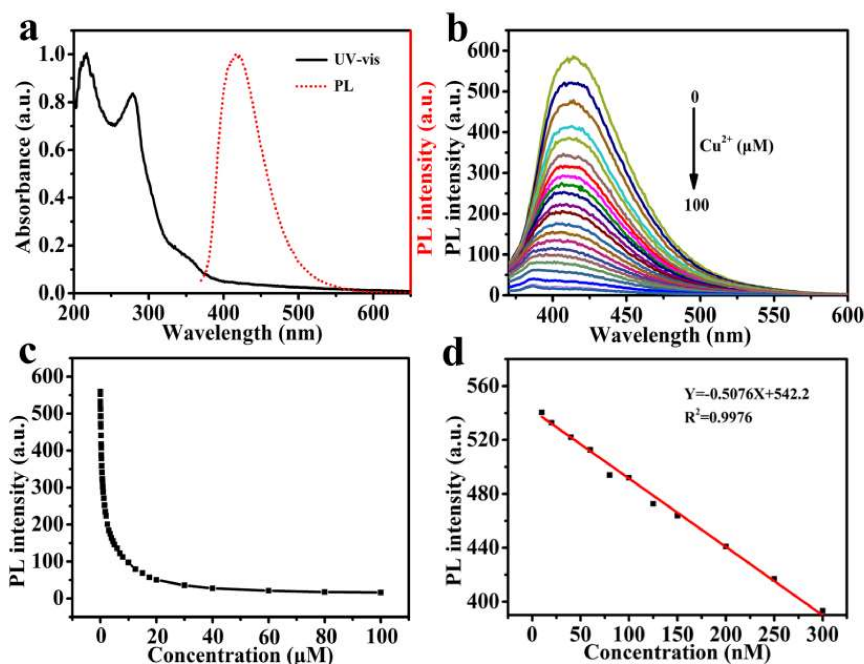 a
UV-vis
PL
Absorbance (a.u.)
PL intensity (a.u.)
1.0
0.8
0.6
0.4
0.2
0.0
200 300 400 500 600
Wavelength (nm)
b
PL intensity (a.u.)
600
500
400
300
200
100
0
0
Cu²⁺ (µM)
100
400 450 500 550 600
Wavelength (nm)
c
PL intensity (a.u.)
600
500
400
300
200
100
0
0 20 40 60 80 100
Concentration (µM)
d
PL intensity (a.u.)
560
520
480
440
400
Y=-0.5076X+542.2
R²=0.9976
0 50 100 150 200 250 300
Concentration (nM)